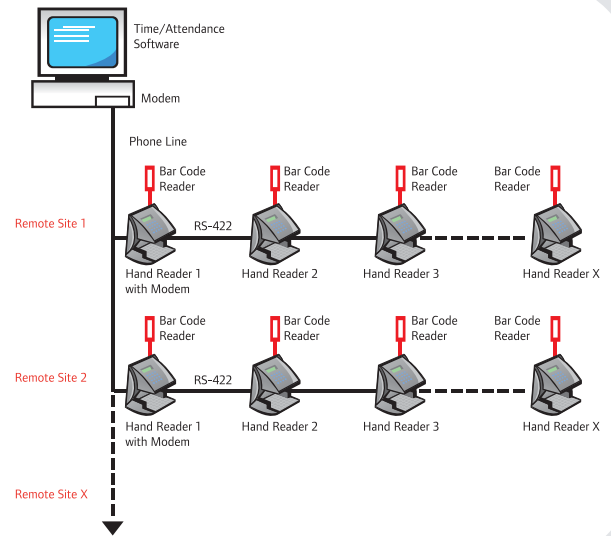 Time/Attendance
Software
Modem
Phone Line
Bar Code
Reader
Bar Code
Reader
Bar Code
Reader
Bar Code
Reader
Remote Site 1
RS-422
Hand Reader 1
with Modem
Hand Reader 2
Hand Reader 3
Hand Reader X
Bar Code
Reader
Bar Code
Reader
Bar Code
Reader
Bar Code
Reader
Remote Site 2
RS-422
Hand Reader 1
with Modem
Hand Reader 2
Hand Reader 3
Hand Reader X
Remote Site X